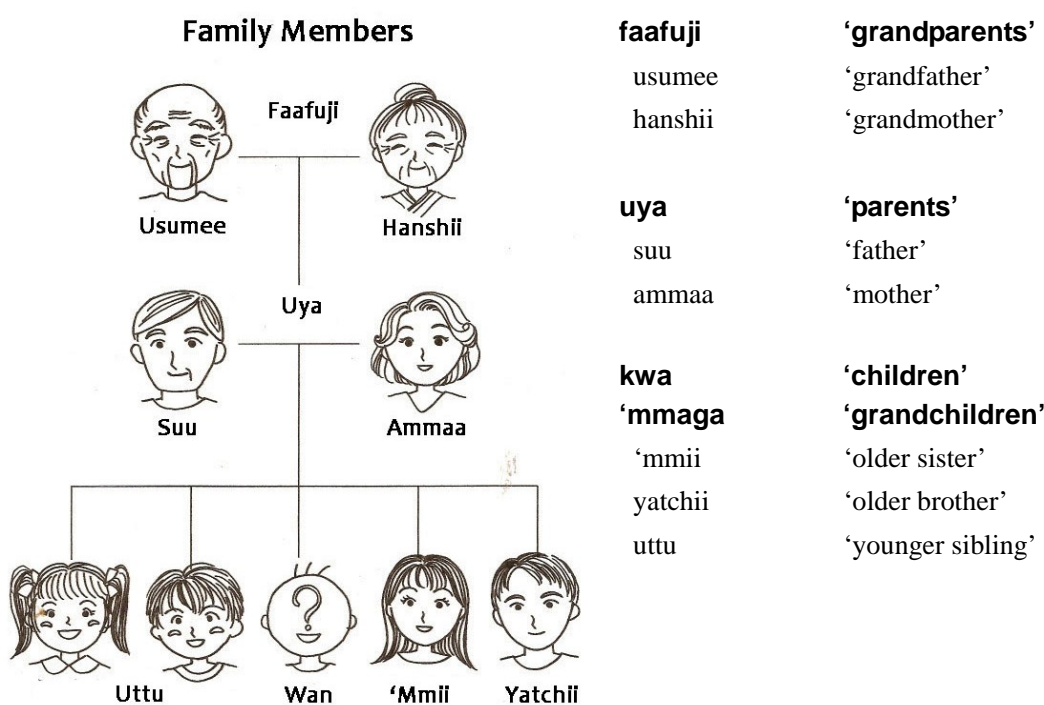 Family Members
Faafuji
Usumee
Hanshii
Uya
Suu
Ammaa
Uttu
Wan
‘Mmii
Yatchii
faafuji ‘grandparents’
usumee ‘grandfather’
hanshii ‘grandmother’
uya ‘parents’
suu ‘father’
ammaa ‘mother’
kwa ‘children’
‘mmaga ‘grandchildren’
‘mmii ‘older sister’
yatchii ‘older brother’
uttu ‘younger sibling’